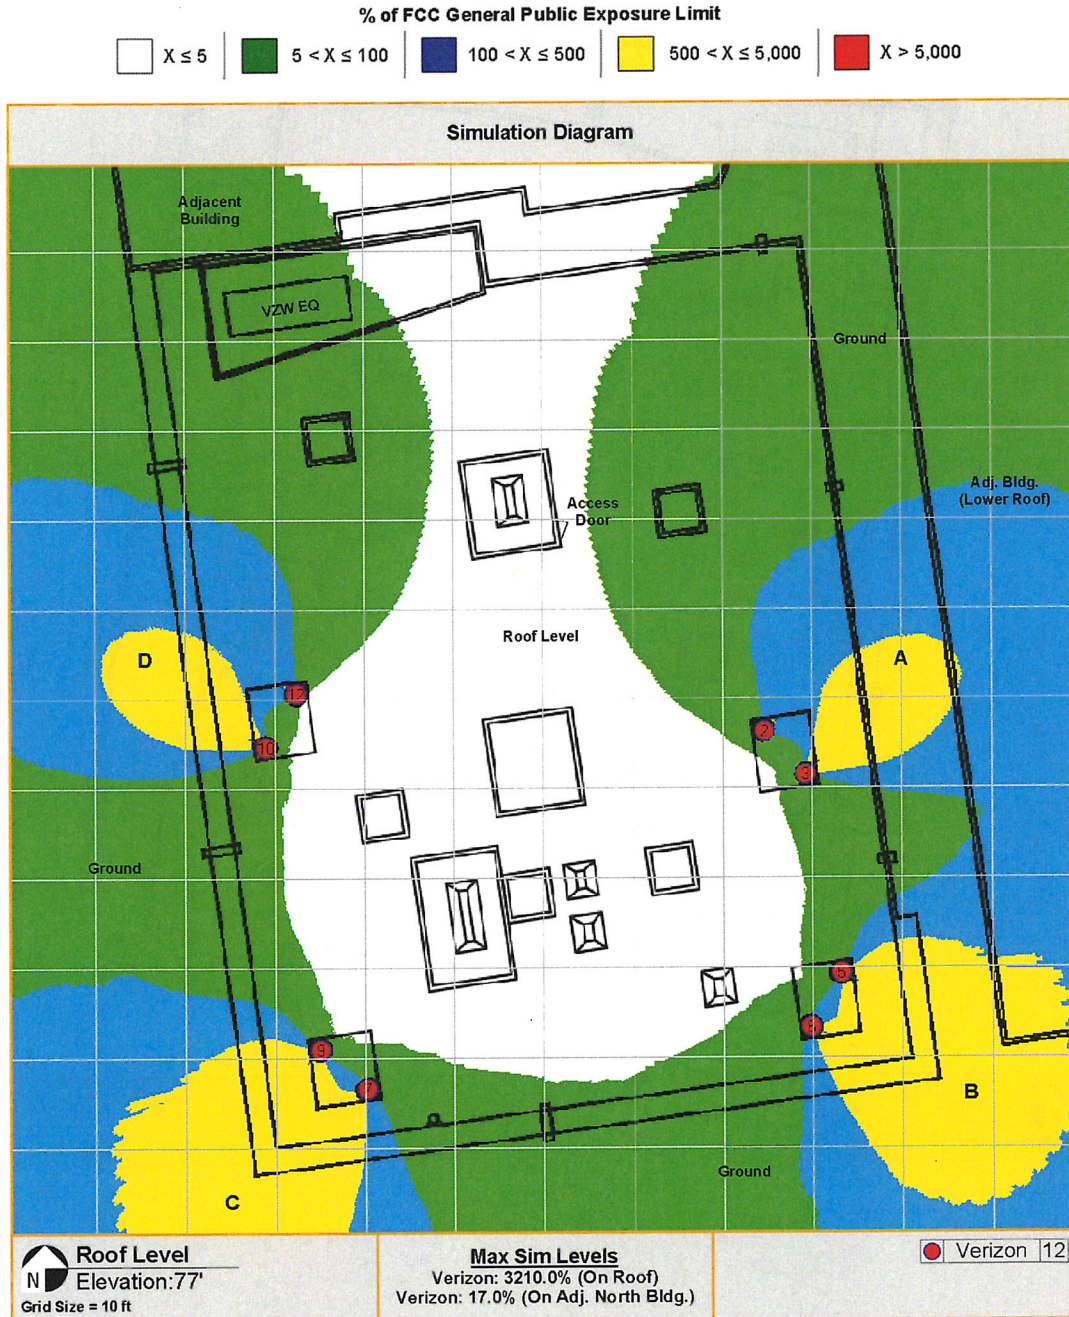 % of FCC General Public Exposure Limit
X ≤ 5
5 < X ≤ 100
100 < X ≤ 500
500 < X ≤ 5,000
X > 5,000
Simulation Diagram
Adjacent
Building
VZW EQ
Ground
Adj. Bldg.
(Lower Roof)
Access
Door
Roof Level
D
A
12
10
2
3
Ground
5
6
9
7
B
C
Ground
N
Roof Level
Elevation:77'
Grid Size = 10 ft
Max Sim Levels
Verizon: 3210.0% (On Roof)
Verizon: 17.0% (On Adj. North Bldg.)
Verizon 12